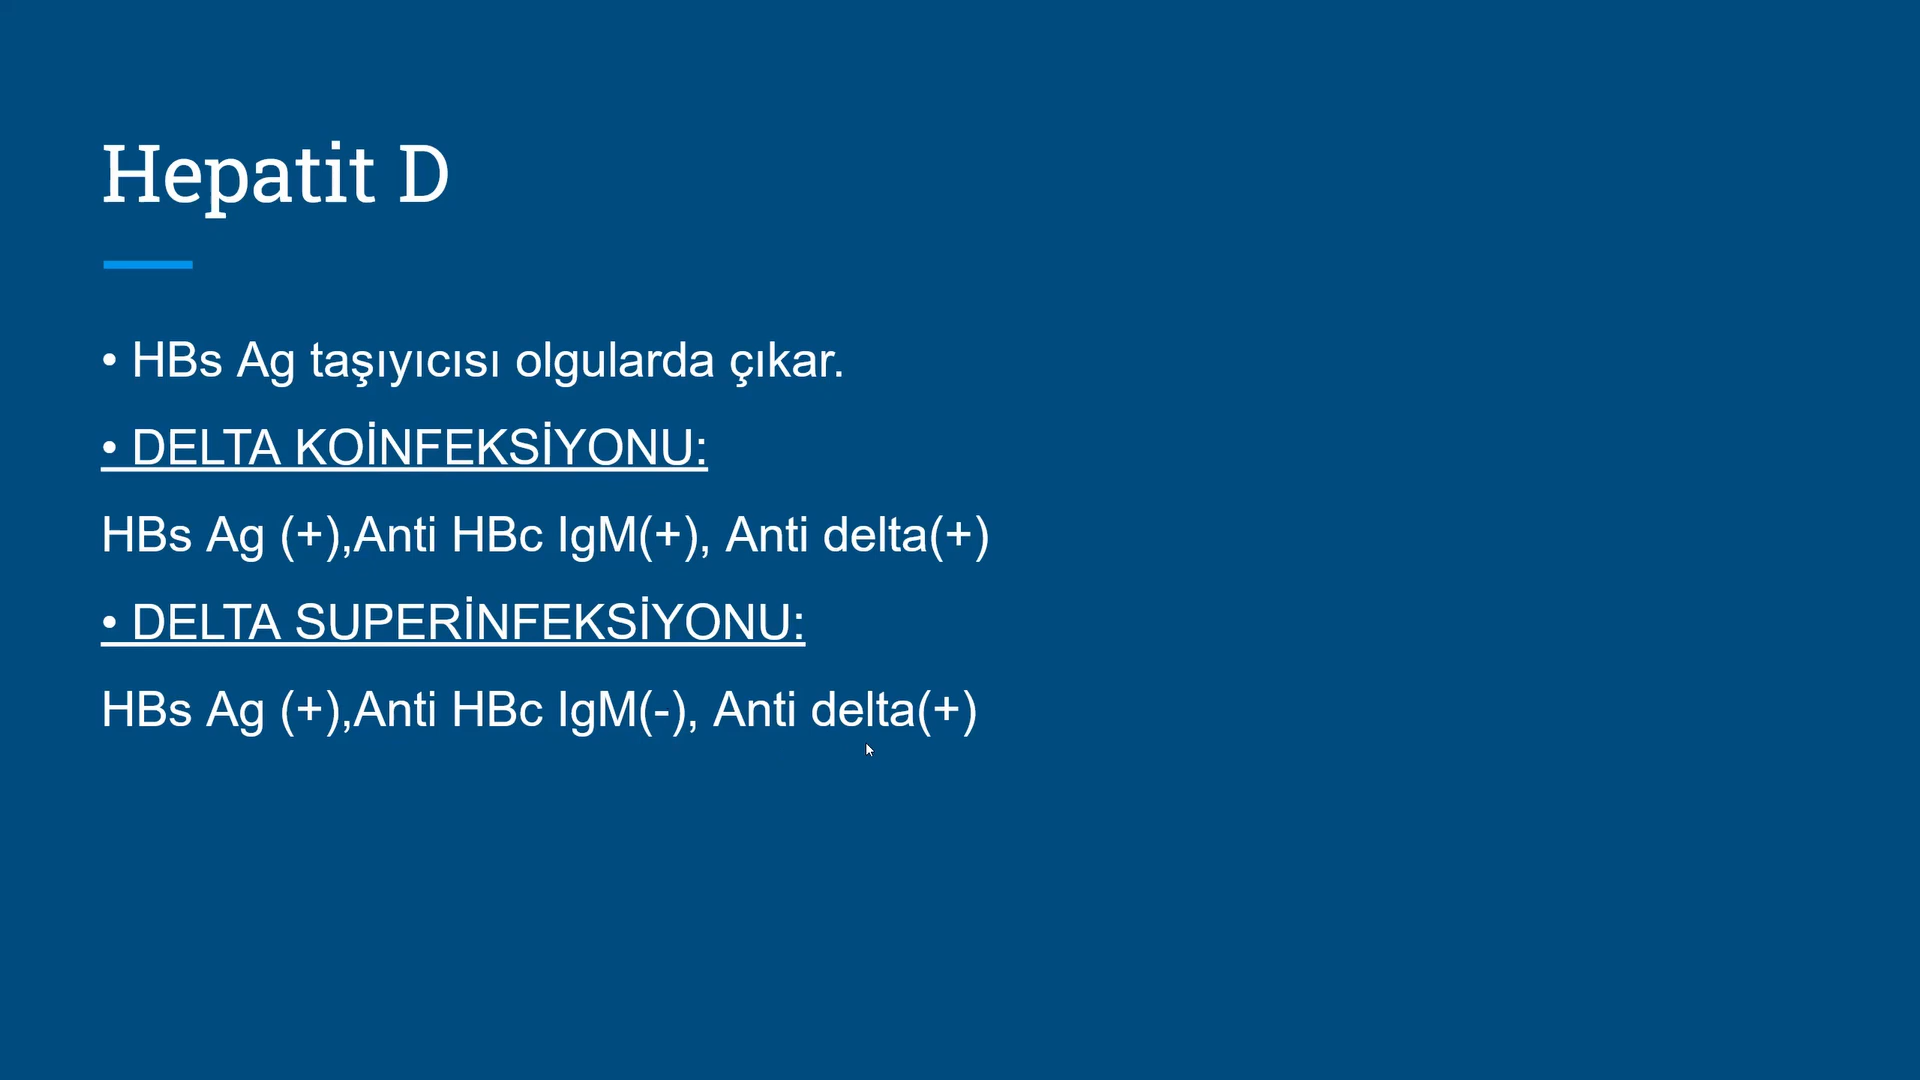 Hepatit D
• HBs Ag taşıyıcısı olgularda çıkar.
• DELTA KOİNFEKSİYONU:
HBs Ag (+),Anti HBc IgM(+), Anti delta(+)
• DELTA SUPERİNFEKSİYONU:
HBs Ag (+),Anti HBc IgM(-), Anti delta(+)